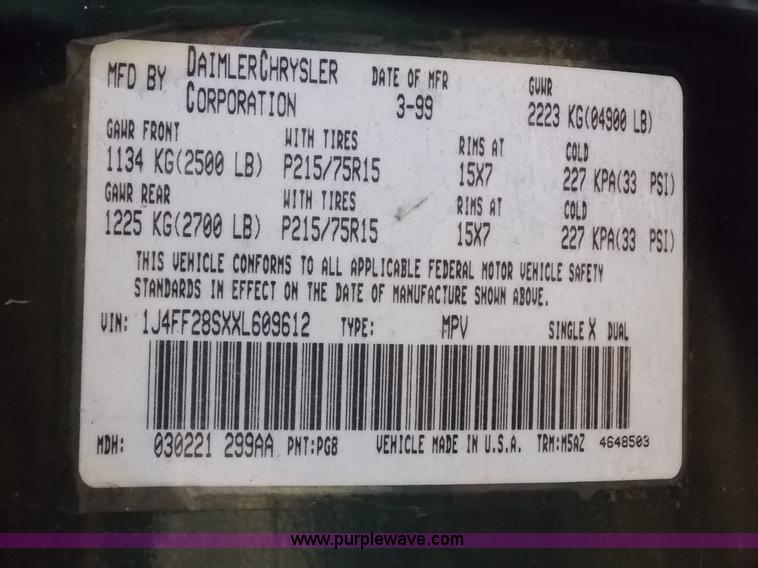 MFD BY DAIMLERCHRYSLER CORPORATION DATE OF MFR 3-99 GVWR 2223 KG(04900 LB)
GAWR FRONT WITH TIRES RIMS AT COLD
1134 KG(2500 LB) P215/75R15 15X7 227 KPA(33 PSI)
GAWR REAR WITH TIRES RIMS AT COLD
1225 KG(2700 LB) P215/75R15 15X7 227 KPA(33 PSI)
THIS VEHICLE CONFORMS TO ALL APPLICABLE FEDERAL MOTOR VEHICLE SAFETY
STANDARDS IN EFFECT ON THE DATE OF MANUFACTURE SHOWN ABOVE.
VIN: 1J4FF28SXXL609612 TYPE: MPV SINGLE X DUAL
MDH: 030221 299AA PNT:PG8 VEHICLE MADE IN U.S.A. TRM:M5AZ 4648503
www.purplewave.com